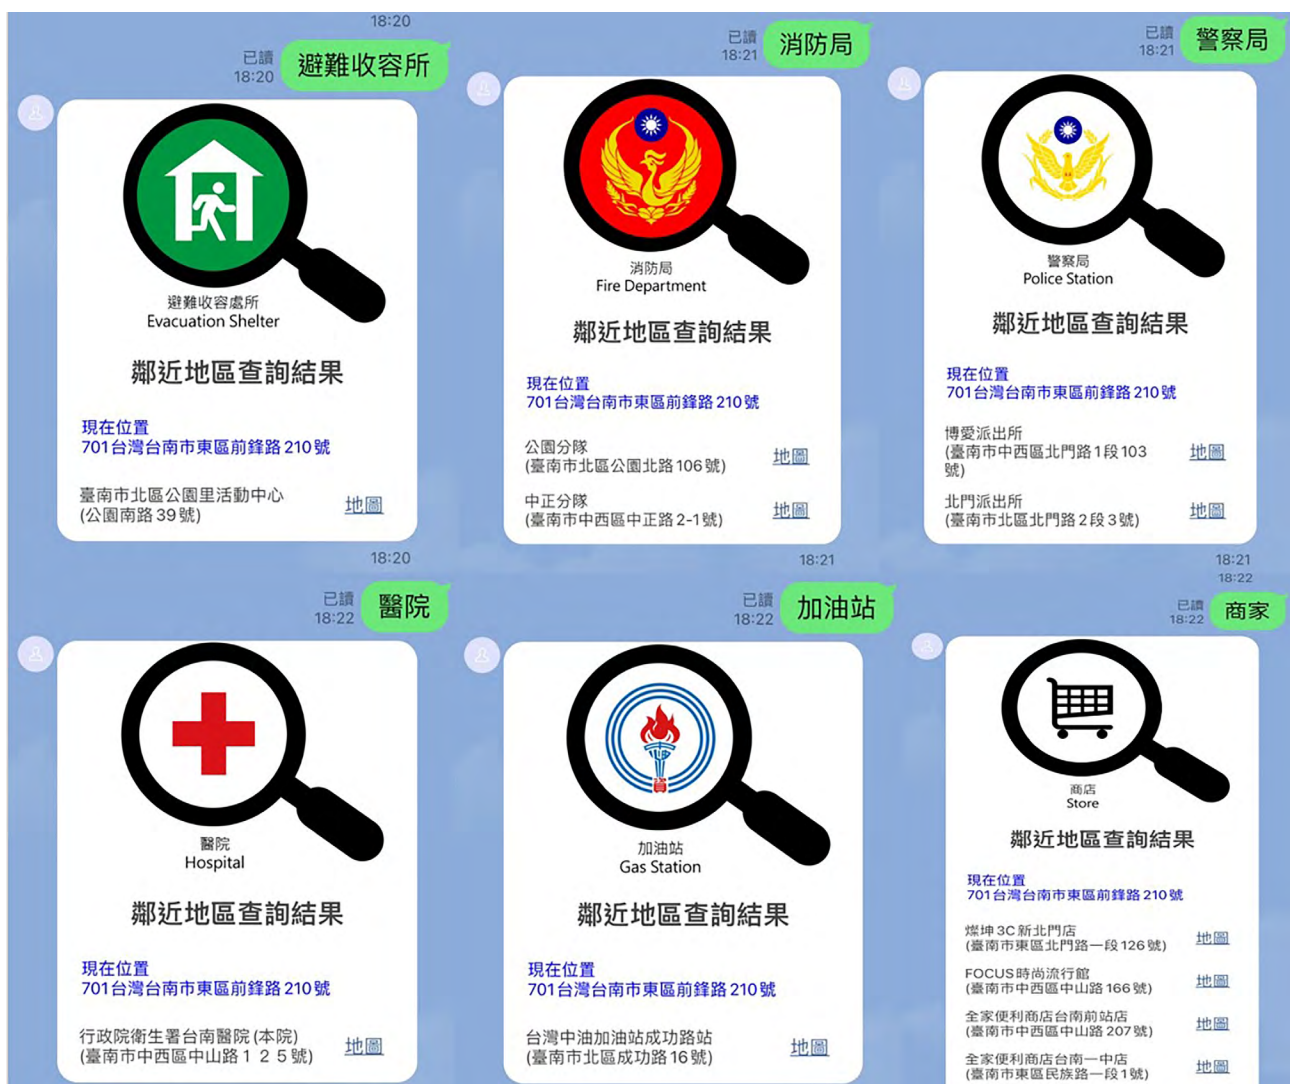 18:20
已讀
18:20
避難收容所
避難收容處所
Evacuation Shelter
鄰近地區查詢結果
現在位置
701台灣台南市東區前鋒路210號
臺南市北區公園里活動中心
(公園南路39號)
地圖
已讀
18:21
消防局
消防局
Fire Department
鄰近地區查詢結果
現在位置
701台灣台南市東區前鋒路210號
公園分隊
(臺南市北區公園北路106號)
地圖
中正分隊
(臺南市中西區中正路2-1號)
地圖
已讀
18:21
警察局
警察局
Police Station
鄰近地區查詢結果
現在位置
701台灣台南市東區前鋒路210號
博愛派出所
(臺南市中西區北門路1段103
號)
地圖
北門派出所
(臺南市北區北門路2段3號)
地圖
18:20
已讀
18:22
醫院
醫院
Hospital
鄰近地區查詢結果
現在位置
701台灣台南市東區前鋒路210號
行政院衛生署台南醫院(本院)
(臺南市中西區中山路125號)
地圖
18:21
已讀
18:22
加油站
中油
資
加油站
Gas Station
鄰近地區查詢結果
現在位置
701台灣台南市東區前鋒路210號
台灣中油加油站成功路站
(臺南市北區成功路16號)
地圖
18:21
18:22
已讀
18:22
商家
商店
Store
鄰近地區查詢結果
現在位置
701台灣台南市東區前鋒路210號
燦坤3C新北門店
(臺南市東區北門路一段126號)
地圖
FOCUS時尚流行館
(臺南市中西區中山路166號)
地圖
全家便利商店台南前站店
(臺南市中西區中山路207號)
地圖
全家便利商店台南一中店
(臺南市東區民族路一段1號)
地圖